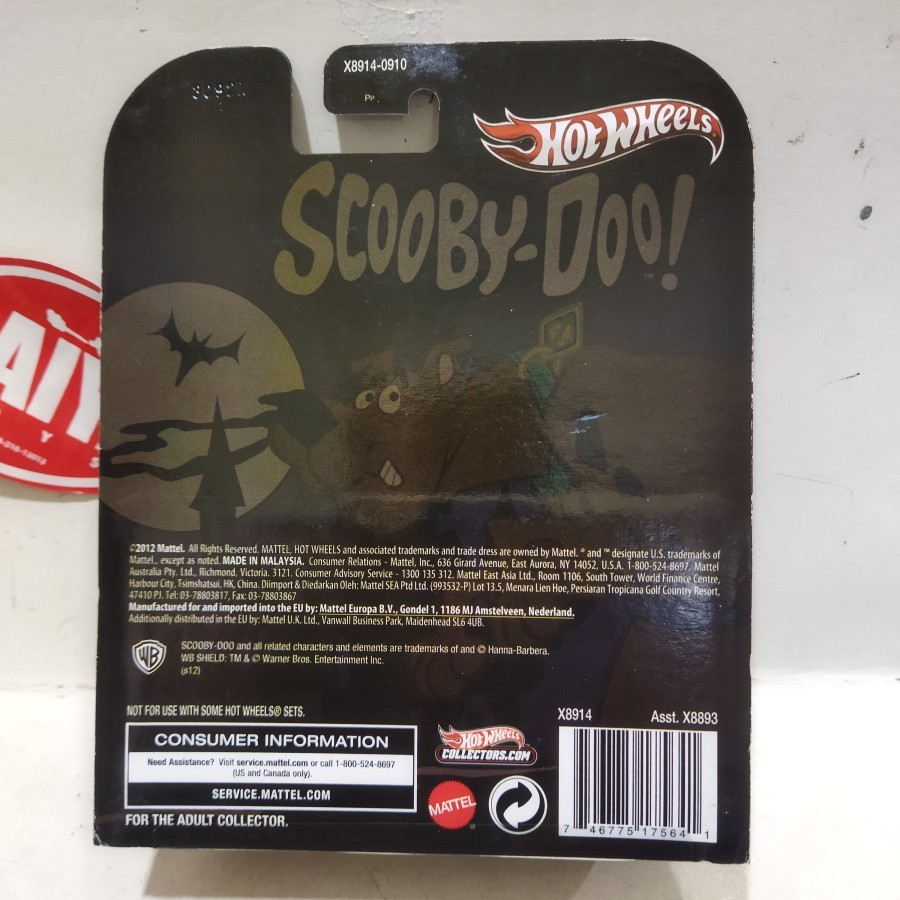 X8914-0910
HOT WHEELS
SCOOBY-DOO!
TM
©2012 Mattel. All Rights Reserved. MATTEL, HOT WHEELS and associated trademarks and trade dress are owned by Mattel. ® and ™ designate U.S. trademarks of
Mattel., except as noted. MADE IN MALAYSIA. Consumer Relations - Mattel, Inc., 636 Girard Avenue, East Aurora, NY 14052, U.S.A. 1-800-524-8697. Mattel
Australia Pty. Ltd., Richmond, Victoria. 3121. Consumer Advisory Service - 1300 135 312. Mattel East Asia Ltd., Room 1106, South Tower, World Finance Centre,
Harbour City, Tsimshatsui, HK, China. Diimport & Diedarkan Oleh: Mattel SEA Ptd Ltd. (993532-P) Lot 13.5, Menara Lien Hoe, Persiaran Tropicana Golf Country Resort,
47410 PJ. Tel: 03-78803817, Fax: 03-78803867
Manufactured for and imported into the EU by: Mattel Europa B.V., Gondel 1, 1186 MJ Amstelveen, Nederland.
Additionally distributed in the EU by: Mattel U.K. Ltd., Vanwall Business Park, Maidenhead SL6 4UB.
WB
SCOOBY-DOO and all related characters and elements are trademarks of and © Hanna-Barbera.
WB SHIELD: TM & © Warner Bros. Entertainment Inc.
(s12)
NOT FOR USE WITH SOME HOT WHEELS® SETS.
CONSUMER INFORMATION
Need Assistance? Visit service.mattel.com or call 1-800-524-8697
(US and Canada only).
SERVICE.MATTEL.COM
FOR THE ADULT COLLECTOR.
HOT WHEELS
COLLECTORS.COM
MATTEL
X8914 Asst. X8893
7 46775 17564 1